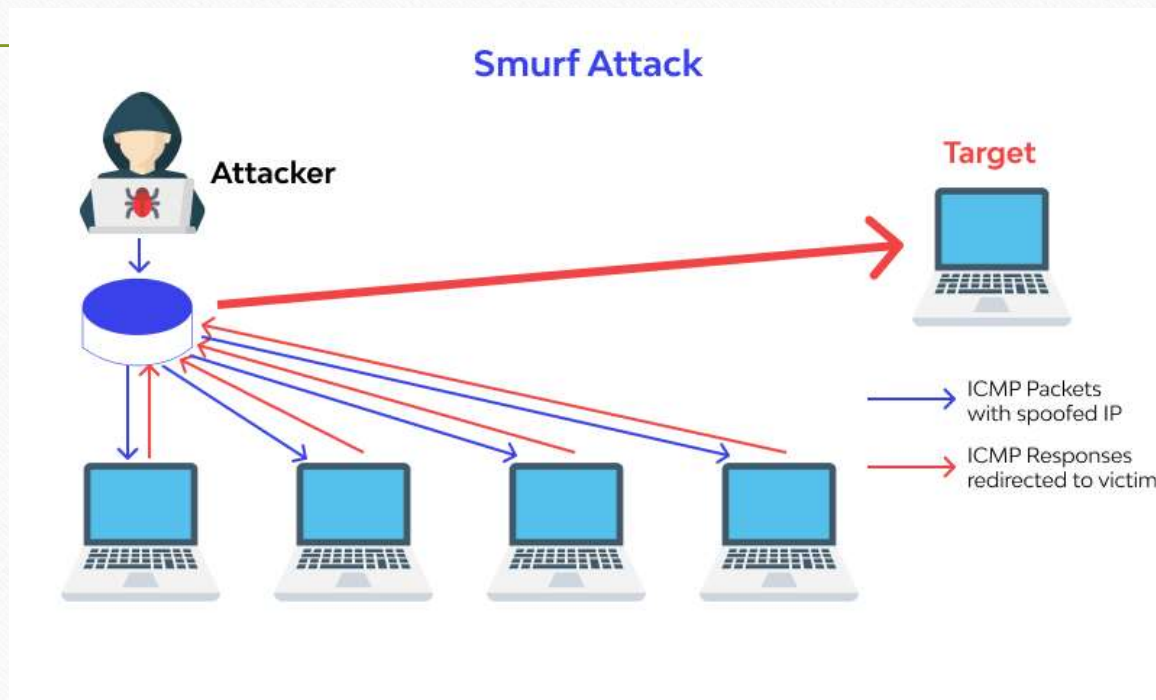 Smurf Attack
Attacker
Target
ICMP Packets
with spoofed IP
ICMP Responses
redirected to victim